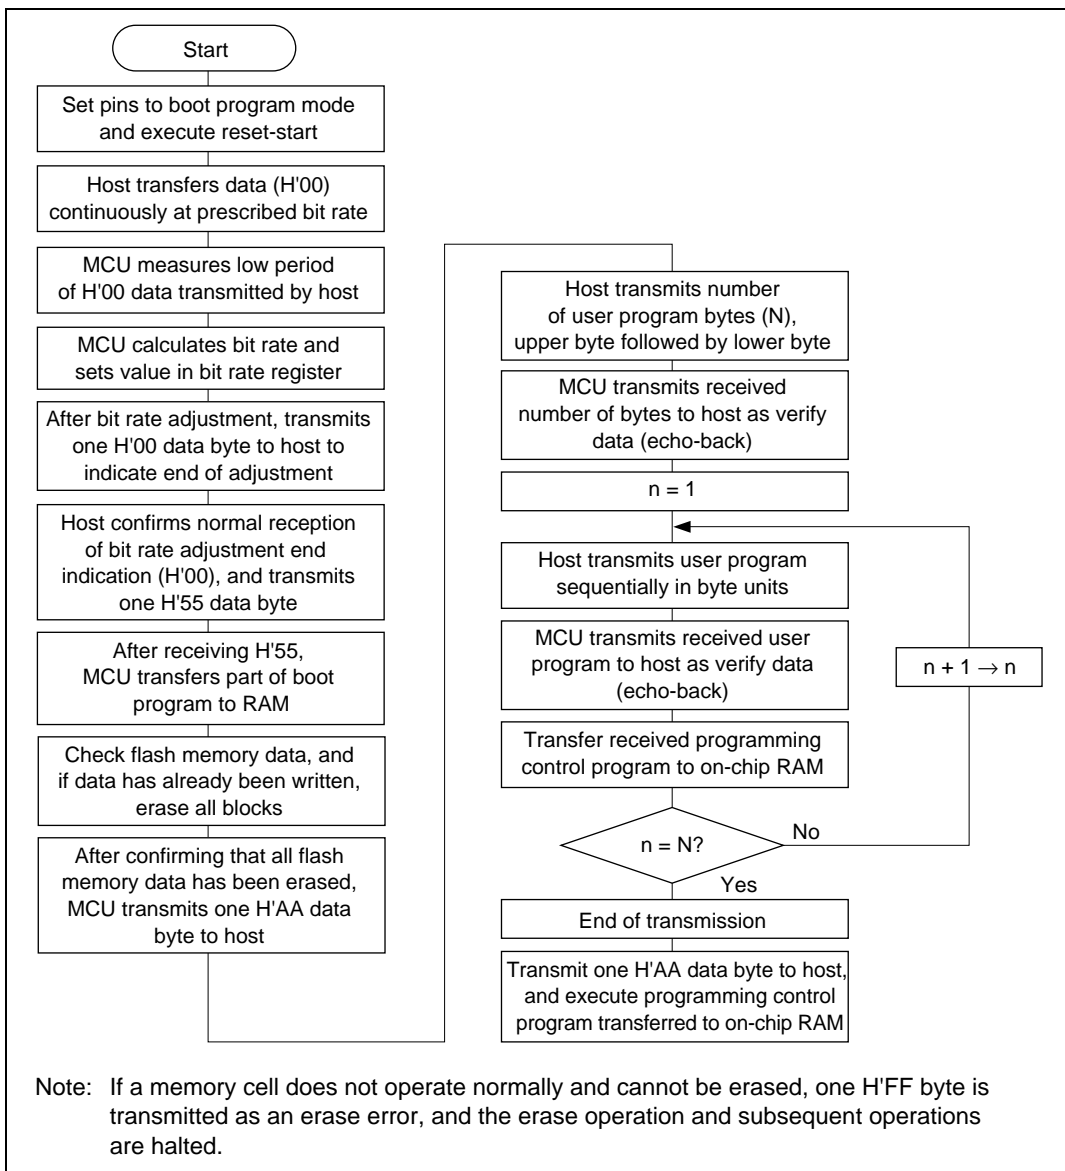 Start
Set pins to boot program mode
and execute reset-start
Host transfers data (H'00)
continuously at prescribed bit rate
MCU measures low period
of H'00 data transmitted by host
MCU calculates bit rate and
sets value in bit rate register
After bit rate adjustment, transmits
one H'00 data byte to host to
indicate end of adjustment
Host confirms normal reception
of bit rate adjustment end
indication (H'00), and transmits
one H'55 data byte
After receiving H'55,
MCU transfers part of boot
program to RAM
Check flash memory data, and
if data has already been written,
erase all blocks
After confirming that all flash
memory data has been erased,
MCU transmits one H'AA data
byte to host
Host transmits number
of user program bytes (N),
upper byte followed by lower byte
MCU transmits received
number of bytes to host as verify
data (echo-back)
n = 1
Host transmits user program
sequentially in byte units
MCU transmits received user
program to host as verify data
(echo-back)
n + 1 → n
Transfer received programming
control program to on-chip RAM
n = N?
No
Yes
End of transmission
Transmit one H'AA data byte to host,
and execute programming control
program transferred to on-chip RAM
Note: If a memory cell does not operate normally and cannot be erased, one H'FF byte is
transmitted as an erase error, and the erase operation and subsequent operations
are halted.